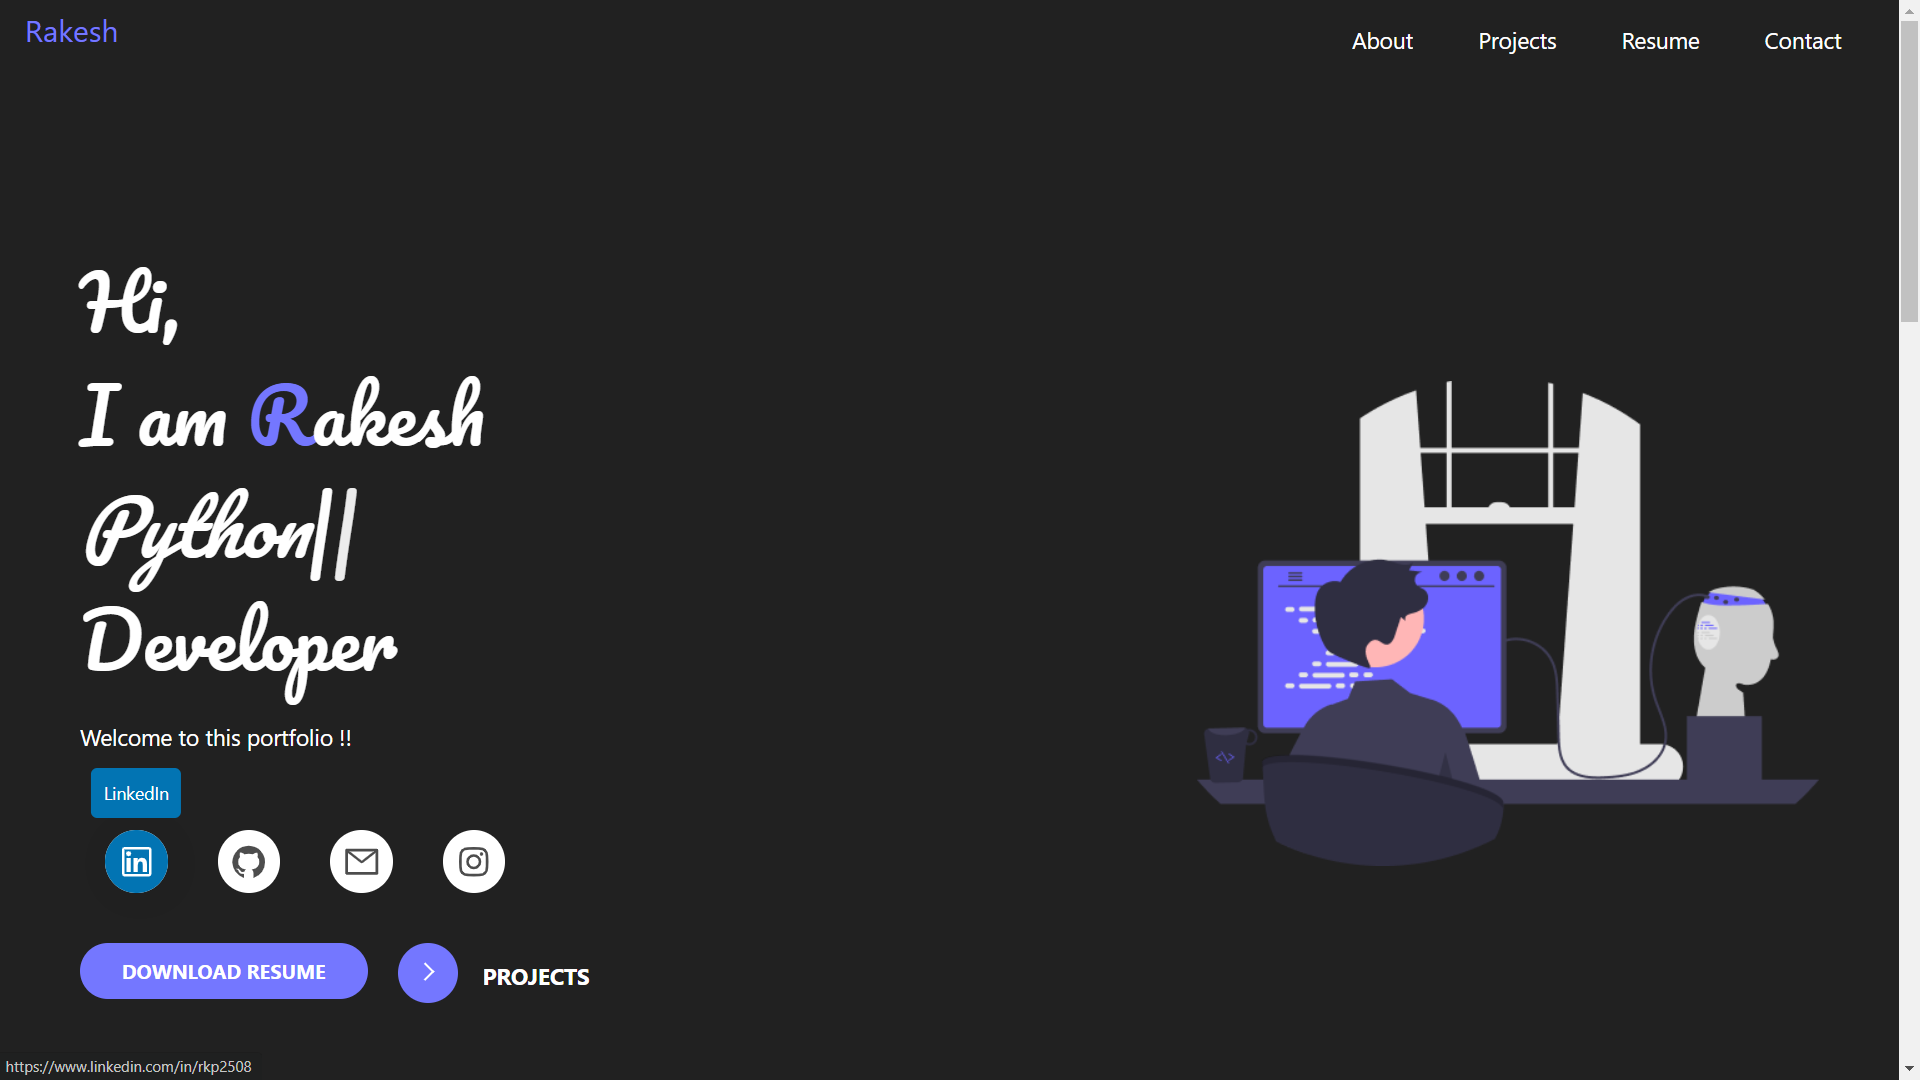 Rakesh
About Projects Resume Contact
Hi,
I am Rakesh
Python||
Developer
Welcome to this portfolio !!
LinkedIn
in
DOWNLOAD RESUME
PROJECTS
https://www.linkedin.com/in/rkp2508